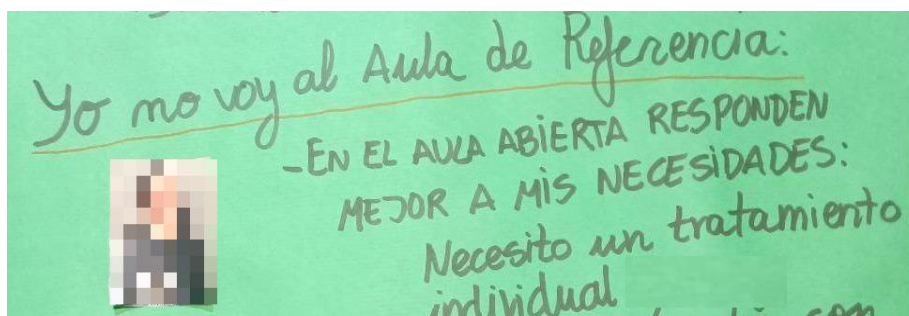 Yo no voy al Aula de Referencia:
-EN EL AULA ABIERTA RESPONDEN
MEJOR A MIS NECESIDADES:
Necesito un tratamiento
individual
con